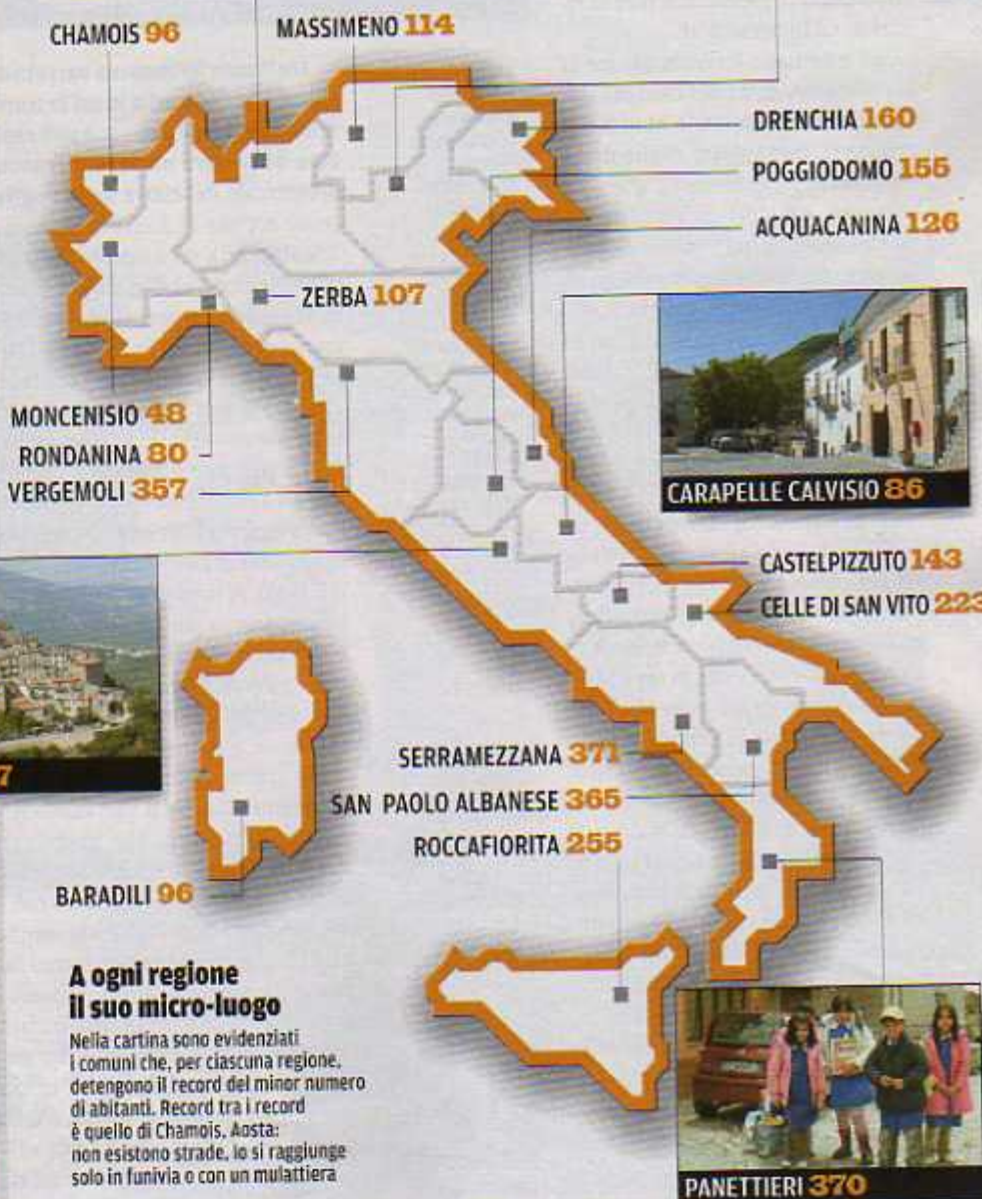 CHAMOIS 96
MASSIMENO 114
DRENCHIA 160
POGGIODOMO 155
ACQUACANINA 126
ZERBA 107
MONCENISIO 48
RONDANINA 80
VERGEMOLI 357
CARAPELLE CALVISIO 86
CASTELPIZZUTO 143
CELLE DI SAN VITO 223
7
SERRAMEZZANA 371
SAN PAOLO ALBANESE 365
ROCCAFIORITA 255
BARADILI 96
A ogni regione
il suo micro-luogo
Nella cartina sono evidenziati
i comuni che, per ciascuna regione,
detengono il record del minor numero
di abitanti. Record tra i record
è quello di Chamois, Aosta:
non esistono strade, lo si raggiunge
solo in funivia o con un mulattiera
PANETTIERI 370